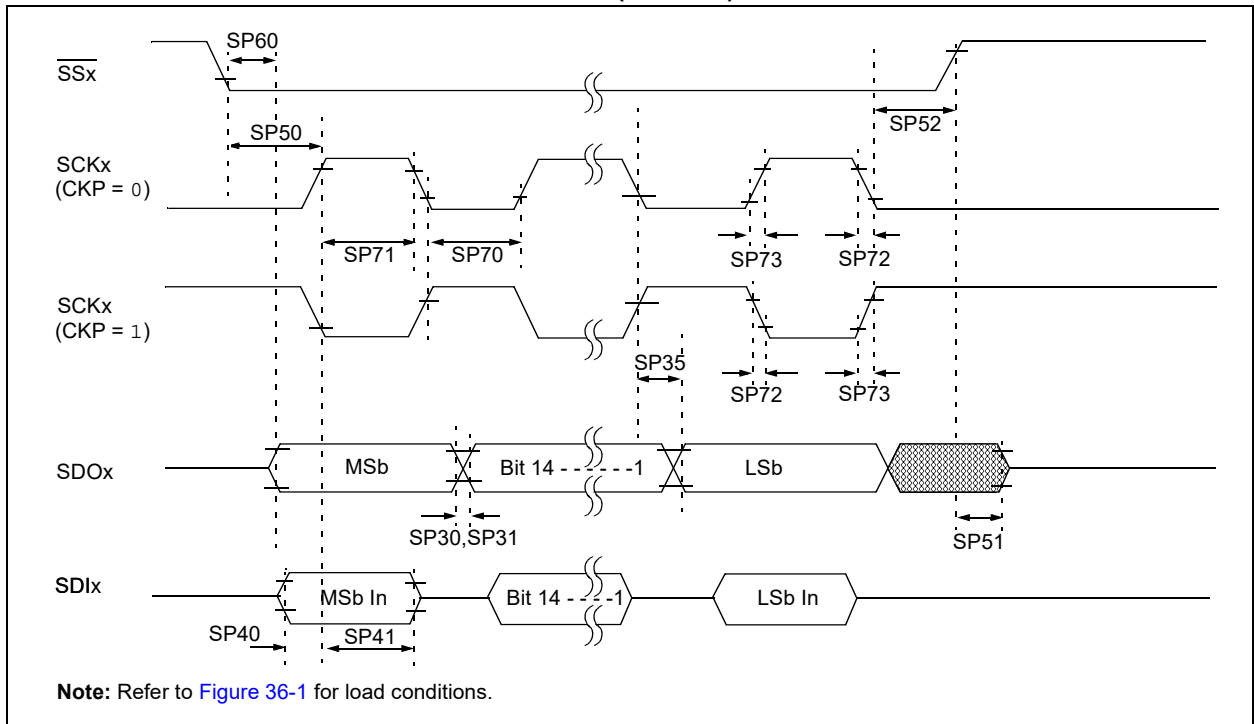 SP60
SSx
SP52
SP50
SCKx
(CKP = 0)
SP71
SP70
SP73
SP72
SCKx
(CKP = 1)
SP35
SP72
SP73
SDOx
MSb
Bit 14 - - - - - -1
LSb
SP30,SP31
SP51
SDIx
MSb In
Bit 14 - - - -1
LSb In
SP40
SP41
Note: Refer to Figure 36-1 for load conditions.